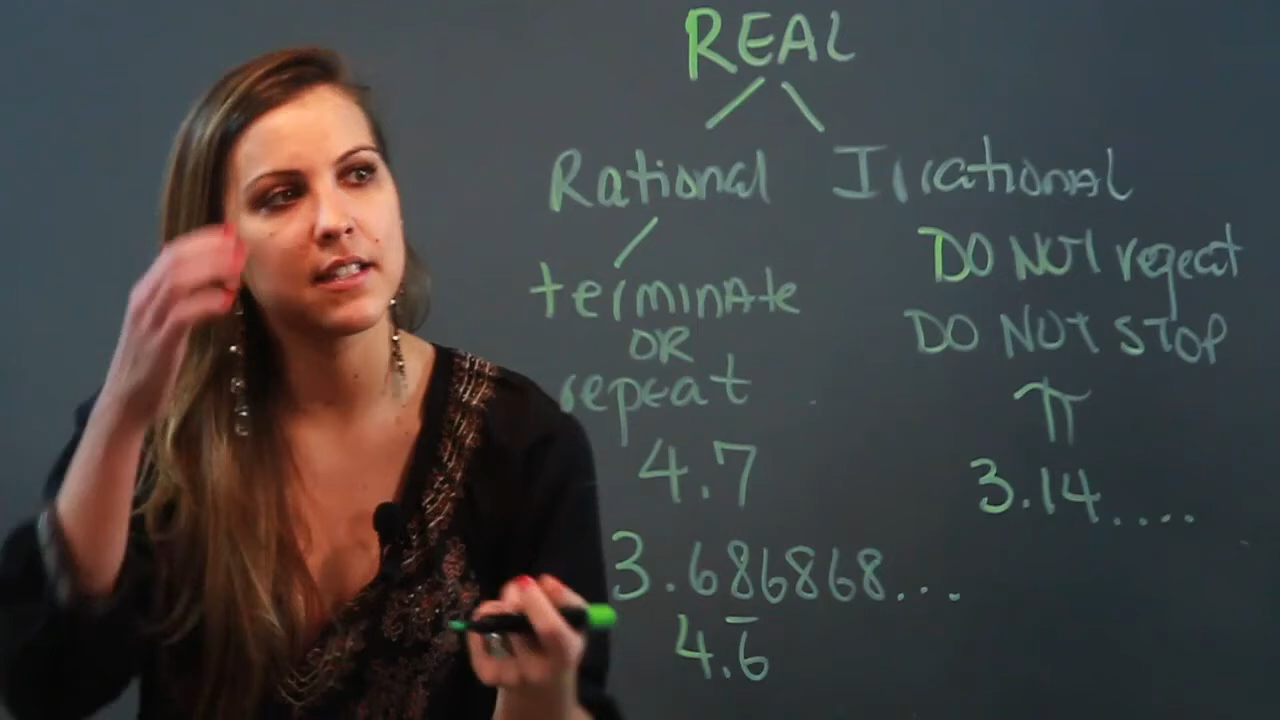 REAL
Rational Irrational
terminate
OR
repeat
4.7
3.686868...
4.6̅
DO NOT repeat
DO NOT STOP
π
3.14.....